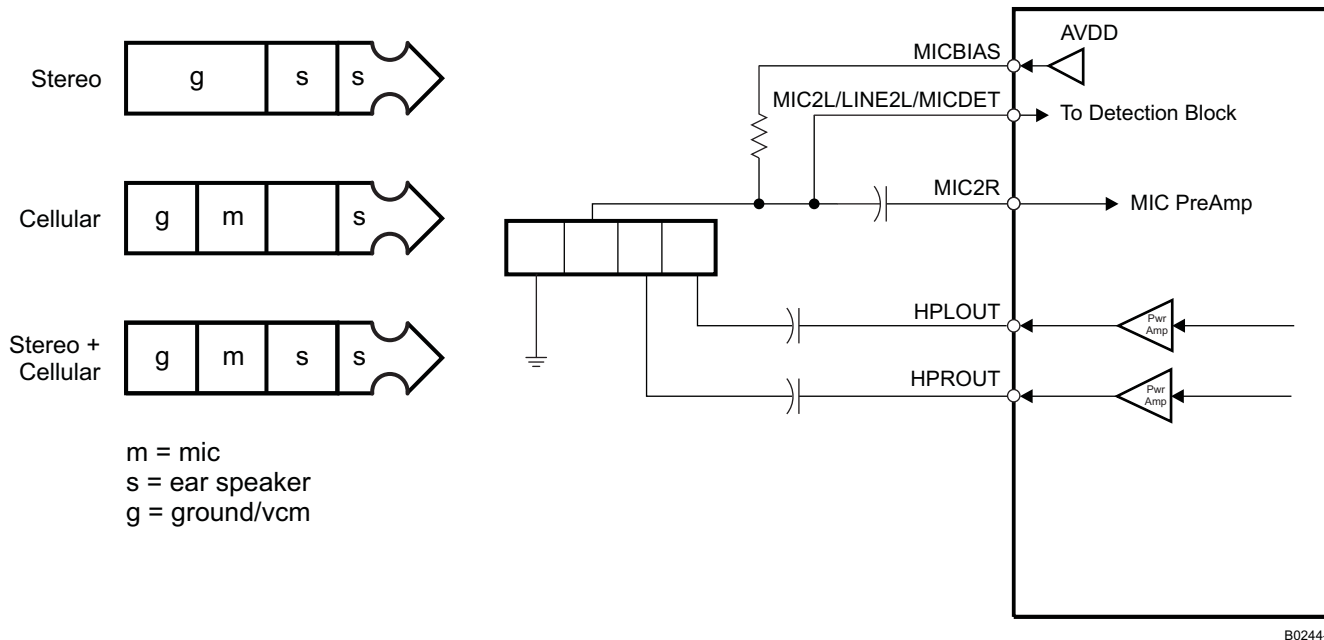 Stereo
g s s
Cellular
g m s
Stereo +
Cellular
g m s s
m = mic
s = ear speaker
g = ground/vcm
AVDD
MICBIAS
MIC2L/LINE2L/MICDET
To Detection Block
MIC2R
MIC PreAmp
HPLOUT
Pwr
Amp
HPROUT
Pwr
Amp